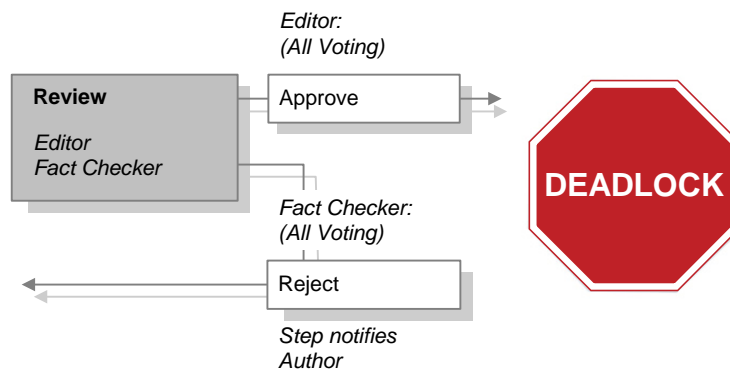 Editor:
(All Voting)
Review
Approve
Editor
Fact Checker
DEADLOCK
Fact Checker:
(All Voting)
Reject
Step notifies
Author